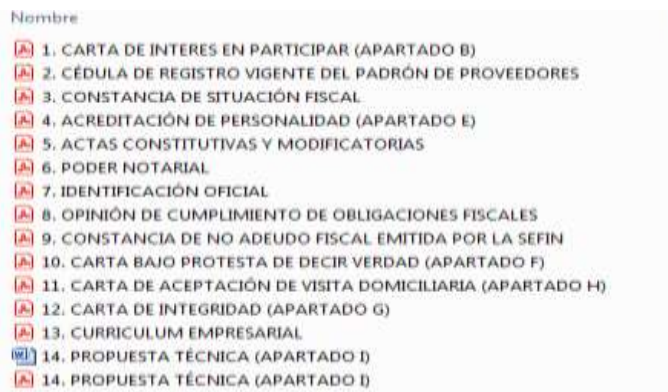 Nombre
1. CARTA DE INTERES EN PARTICIPAR (APARTADO B)
2. CÉDULA DE REGISTRO VIGENTE DEL PADRÓN DE PROVEEDORES
3. CONSTANCIA DE SITUACIÓN FISCAL
4. ACREDITACIÓN DE PERSONALIDAD (APARTADO E)
5. ACTAS CONSTITUTIVAS Y MODIFICATORIAS
6. PODER NOTARIAL
7. IDENTIFICACIÓN OFICIAL
8. OPINIÓN DE CUMPLIMIENTO DE OBLIGACIONES FISCALES
9. CONSTANCIA DE NO ADEUDO FISCAL EMITIDA POR LA SEFIN
10. CARTA BAJO PROTESTA DE DECIR VERDAD (APARTADO F)
11. CARTA DE ACEPTACIÓN DE VISITA DOMICILIARIA (APARTADO H)
12. CARTA DE INTEGRIDAD (APARTADO G)
13. CURRICULUM EMPRESARIAL
14. PROPUESTA TÉCNICA (APARTADO I)
14. PROPUESTA TÉCNICA (APARTADO I)